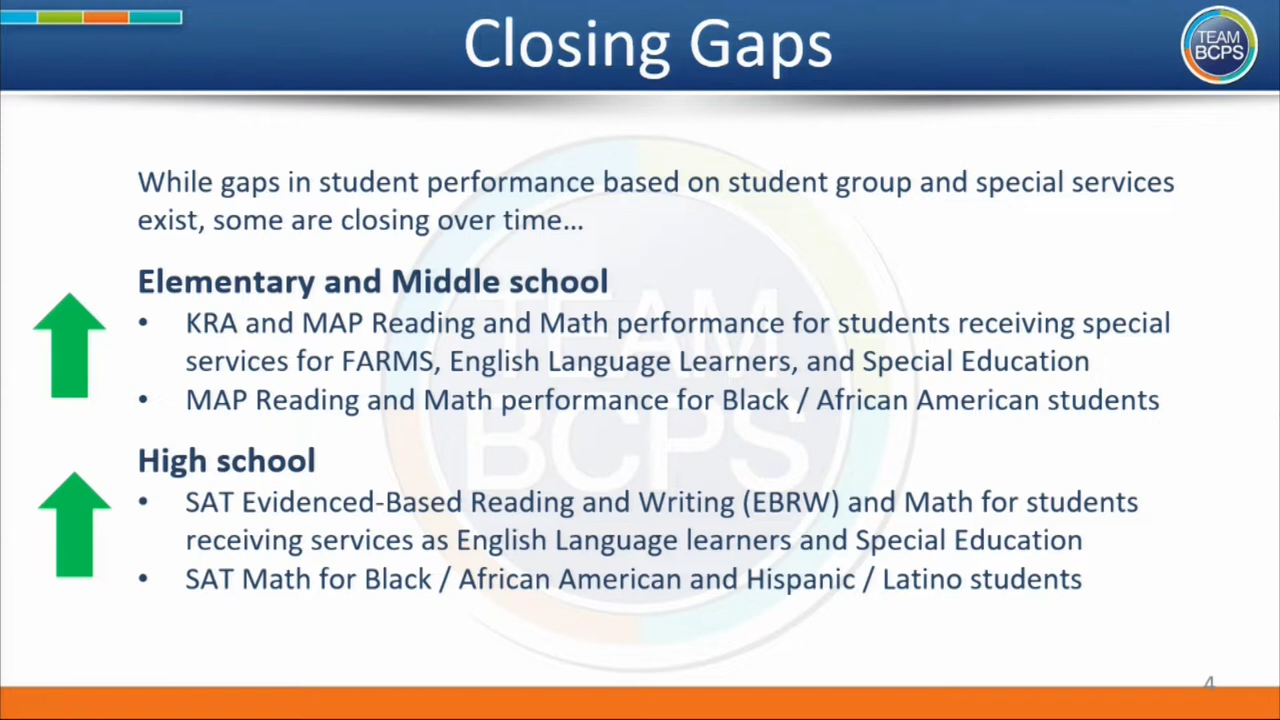 Closing Gaps
TEAM
BCPS
While gaps in student performance based on student group and special services
exist, some are closing over time…
Elementary and Middle school
• KRA and MAP Reading and Math performance for students receiving special
services for FARMS, English Language Learners, and Special Education
• MAP Reading and Math performance for Black / African American students
High school
• SAT Evidenced-Based Reading and Writing (EBRW) and Math for students
receiving services as English Language learners and Special Education
• SAT Math for Black / African American and Hispanic / Latino students
TEAM
BCPS
4